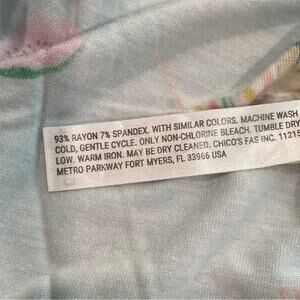 93% RAYON 7% SPANDEX. WITH SIMILAR COLORS. MACHINE WASH
COLD, GENTLE CYCLE. ONLY NON-CHLORINE BLEACH. TUMBLE DRY
LOW. WARM IRON. MAY BE DRY CLEANED. CHICO'S FAS INC. 11215
METRO PARKWAY FORT MYERS, FL 33966 USA